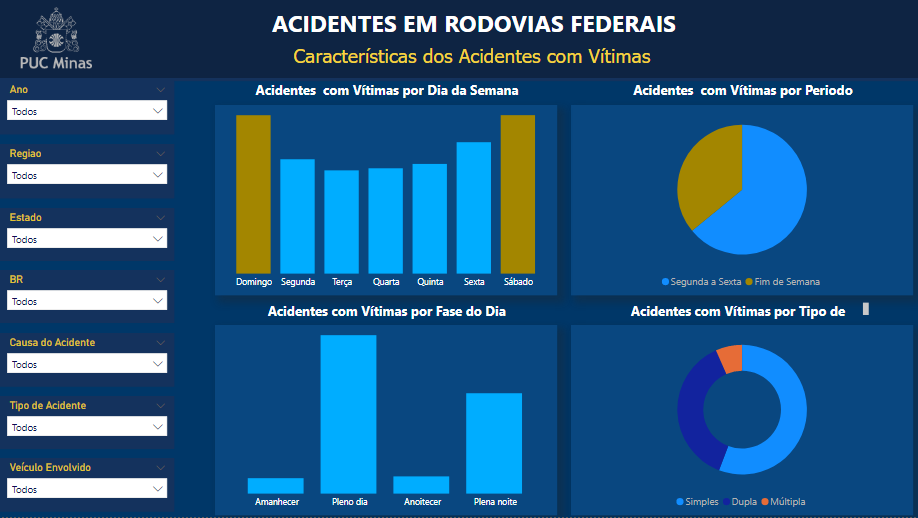 PUC Minas
ACIDENTES EM RODOVIAS FEDERAIS
Características dos Acidentes com Vítimas
Ano
Todos
Regiao
Todos
Estado
Todos
BR
Todos
Causa do Acidente
Todos
Tipo de Acidente
Todos
Veículo Envolvido
Todos
Acidentes com Vítimas por Dia da Semana
Domingo Segunda Terça Quarta Quinta Sexta Sábado
Acidentes com Vítimas por Periodo
Segunda a Sexta Fim de Semana
Acidentes com Vítimas por Fase do Dia
Amanhecer Pleno dia Anoitecer Plena noite
Acidentes com Vítimas por Tipo de
Simples Dupla Múltipla